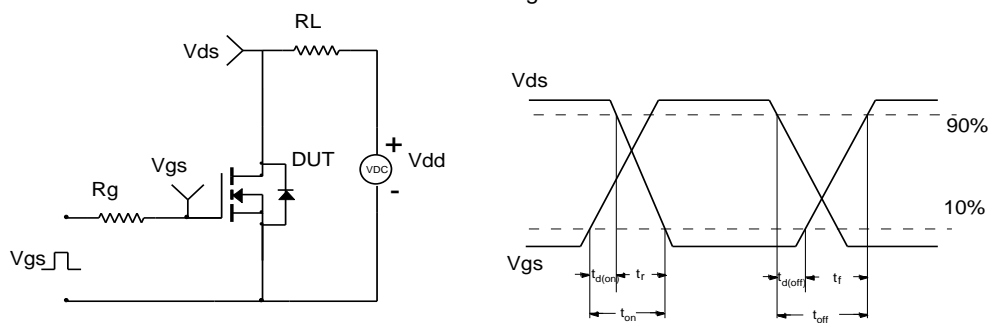 RL
Vds
Vgs
DUT
VDC
+
Vdd
-
Rg
Vgs
Vds
90%
10%
Vgs
td(on)
tr
ton
td(off)
tf
toff